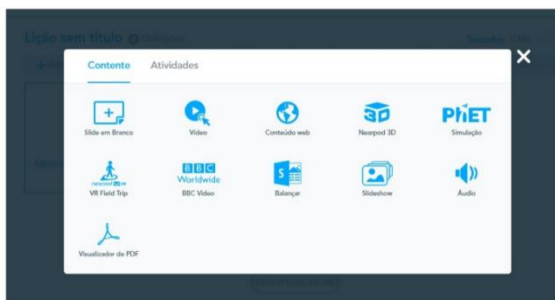 Lição sem título
Contente Atividades
Slide em Branco
Vídeo
Conteúdo web
3D
Nearpod 3D
PhET
Simulação
nearpod VR
VR Field Trip
BBC
Worldwide
BBC Video
S
Balançar
Slideshow
Áudio
Visualizador de PDF